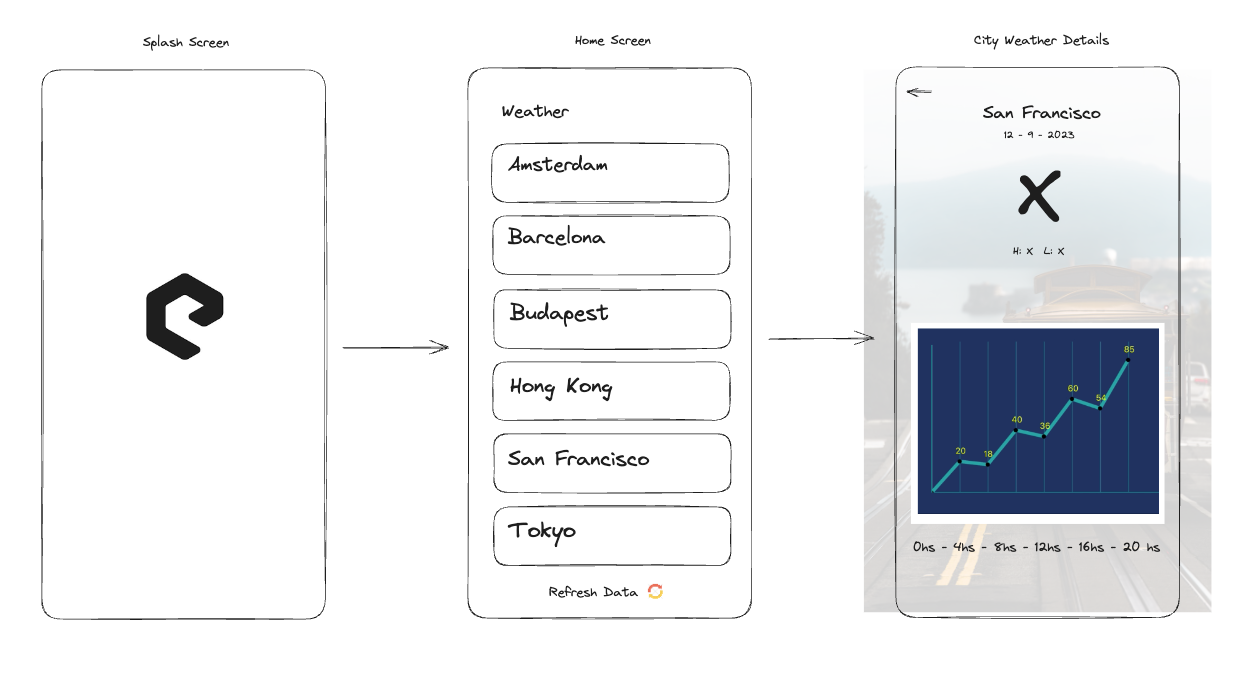 Splash Screen
Home Screen
Weather
Amsterdam
Barcelona
Budapest
Hong Kong
San Francisco
Tokyo
Refresh Data
City Weather Details
San Francisco
12 - 9 - 2023
X
H: X L: X
85
60
54
40
36
20
18
0hs - 4hs - 8hs - 12hs - 16hs - 20 hs